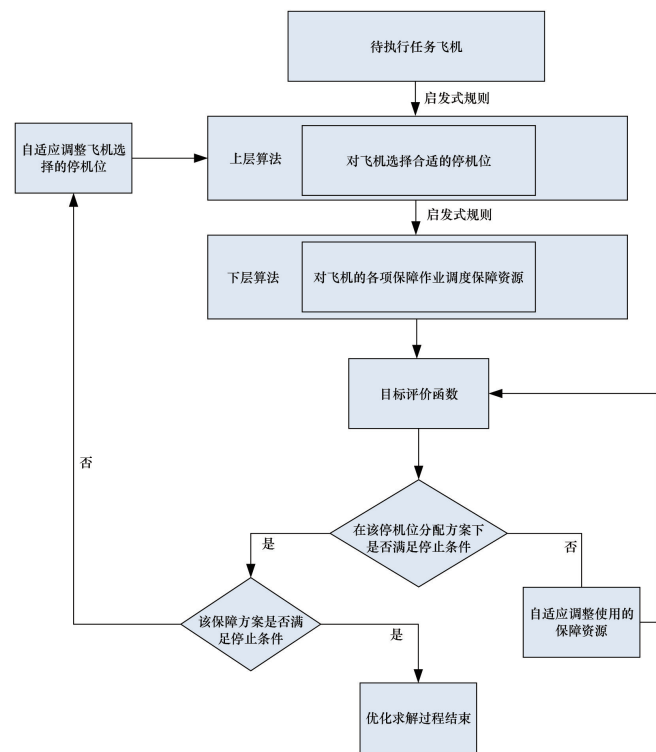 待执行任务飞机
启发式规则
自适应调整飞机选
择的停机位
上层算法
对飞机选择合适的停机位
启发式规则
下层算法
对飞机的各项保障作业调度保障资源
目标评价函数
否
在该停机位分配方案下
是否满足停止条件
是
否
该保障方案是否满
足停止条件
自适应调整使用的
保障资源
是
优化求解过程结束